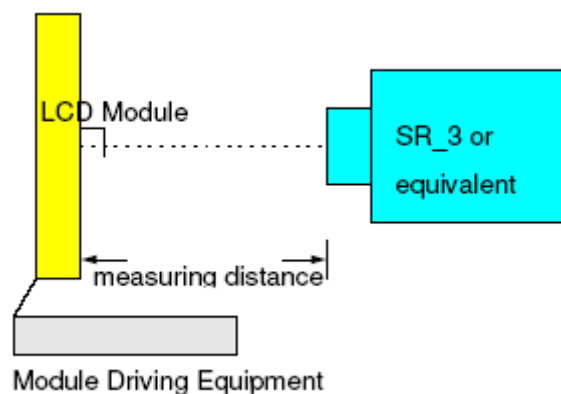 LCD Module
SR_3 or
equivalent
measuring distance
Module Driving Equipment